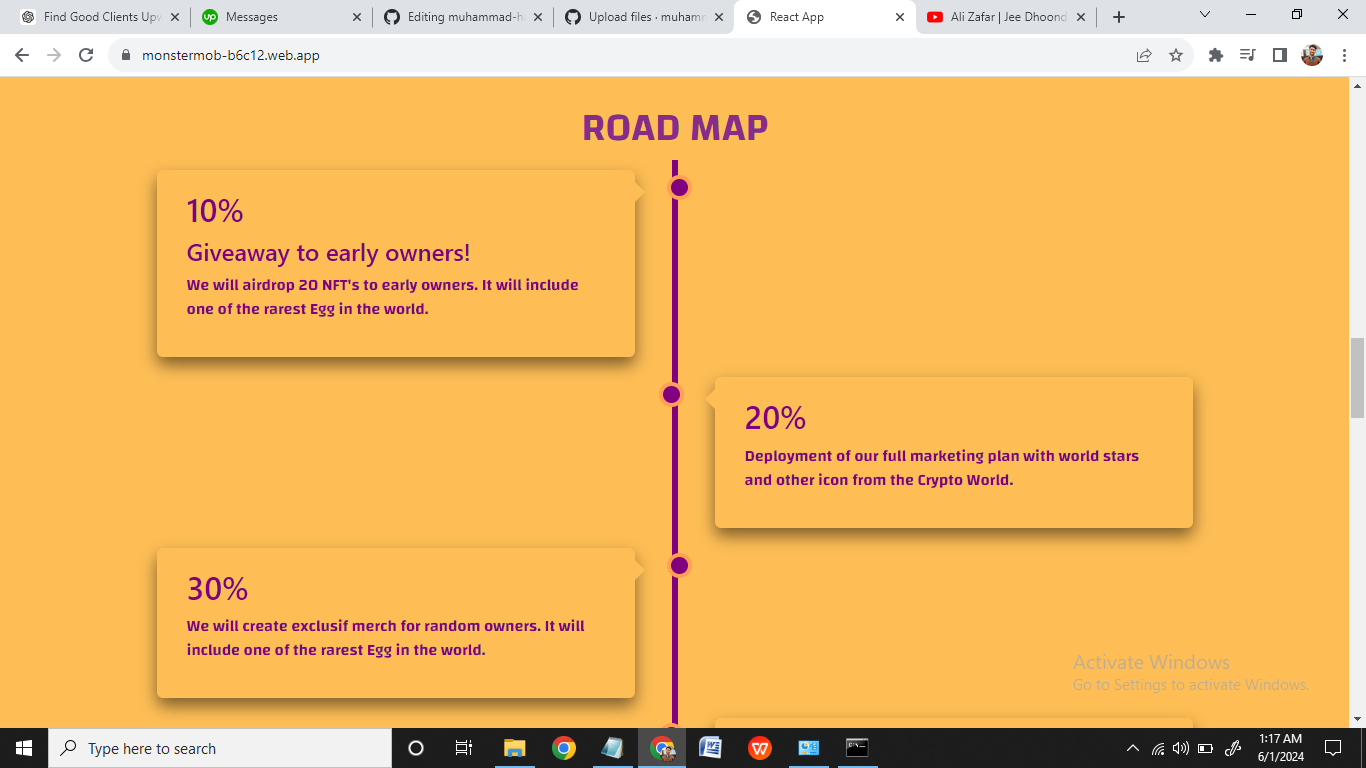 Find Good Clients Upw
Messages
Editing muhammad-h
Upload files · muhamm
React App
Ali Zafar | Jee Dhoond
monstermob-b6c12.web.app
ROAD MAP
10%
Giveaway to early owners!
We will airdrop 20 NFT's to early owners. It will include
one of the rarest Egg in the world.
20%
Deployment of our full marketing plan with world stars
and other icon from the Crypto World.
30%
We will create exclusif merch for random owners. It will
include one of the rarest Egg in the world.
Activate Windows
Go to Settings to activate Windows.
Type here to search
1:17 AM
6/1/2024